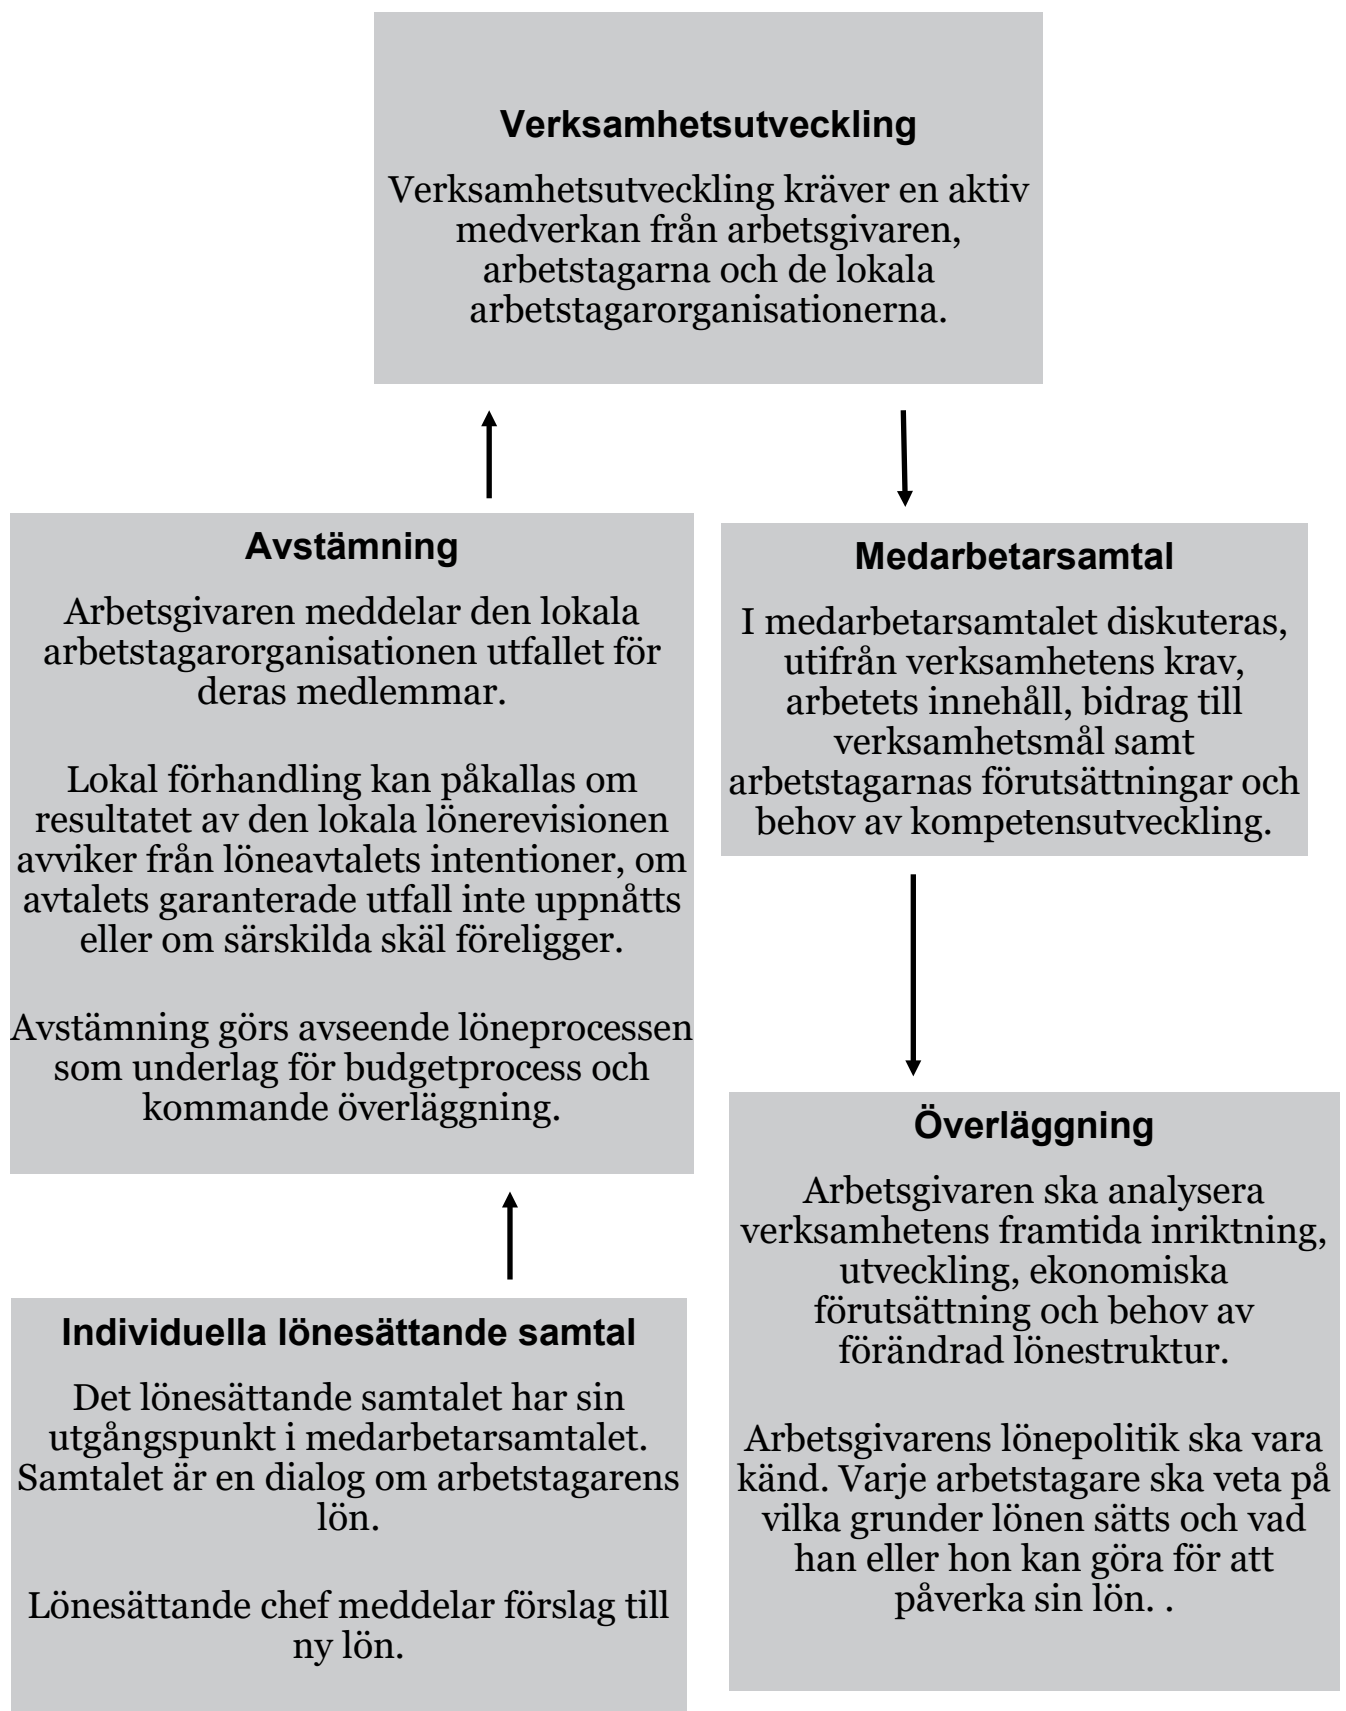 Verksamhetsutveckling
Verksamhetsutveckling kräver en aktiv
medverkan från arbetsgivaren,
arbetstagarna och de lokala
arbetstagarorganisationerna.
Avstämning
Arbetsgivaren meddelar den lokala
arbetstagarorganisationen utfallet för
deras medlemmar.
Lokal förhandling kan påkallas om
resultatet av den lokala lönerevisionen
avviker från löneavtalets intentioner, om
avtalets garanterade utfall inte uppnåtts
eller om särskilda skäl föreligger.
Avstämning görs avseende löneprocessen
som underlag för budgetprocess och
kommande överläggning.
Medarbetarsamtal
I medarbetarsamtalet diskuteras,
utifrån verksamhetens krav,
arbetets innehåll, bidrag till
verksamhetsmål samt
arbetstagarnas förutsättningar och
behov av kompetensutveckling.
Överläggning
Arbetsgivaren ska analysera
verksamhetens framtida inriktning,
utveckling, ekonomiska
förutsättning och behov av
förändrad lönestruktur.
Arbetsgivarens lönepolitik ska vara
känd. Varje arbetstagare ska veta på
vilka grunder lönen sätts och vad
han eller hon kan göra för att
påverka sin lön. .
Individuella lönesättande samtal
Det lönesättande samtalet har sin
utgångspunkt i medarbetarsamtalet.
Samtalet är en dialog om arbetstagarens
lön.
Lönesättande chef meddelar förslag till
ny lön.